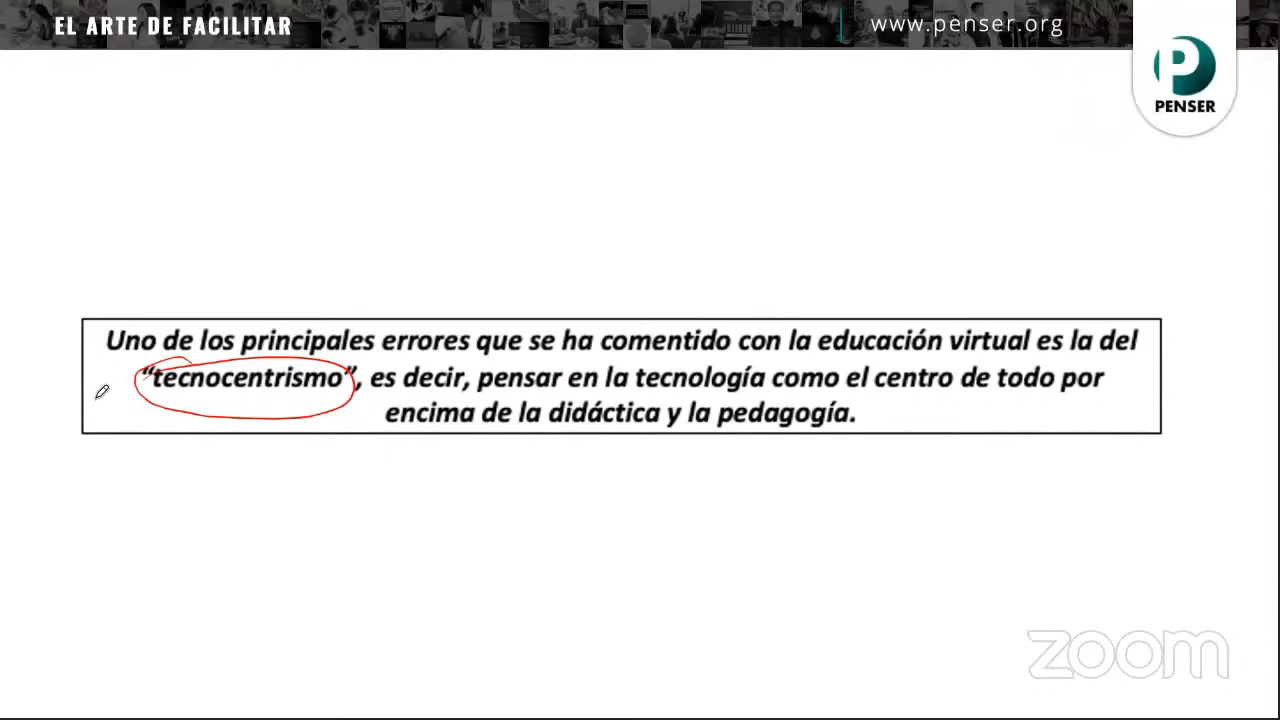 EL ARTE DE FACILITAR
www.penser.org
PENSER
Uno de los principales errores que se ha comentido con la educación virtual es la del
“tecnocentrismo”, es decir, pensar en la tecnología como el centro de todo por
encima de la didáctica y la pedagogía.
zoom